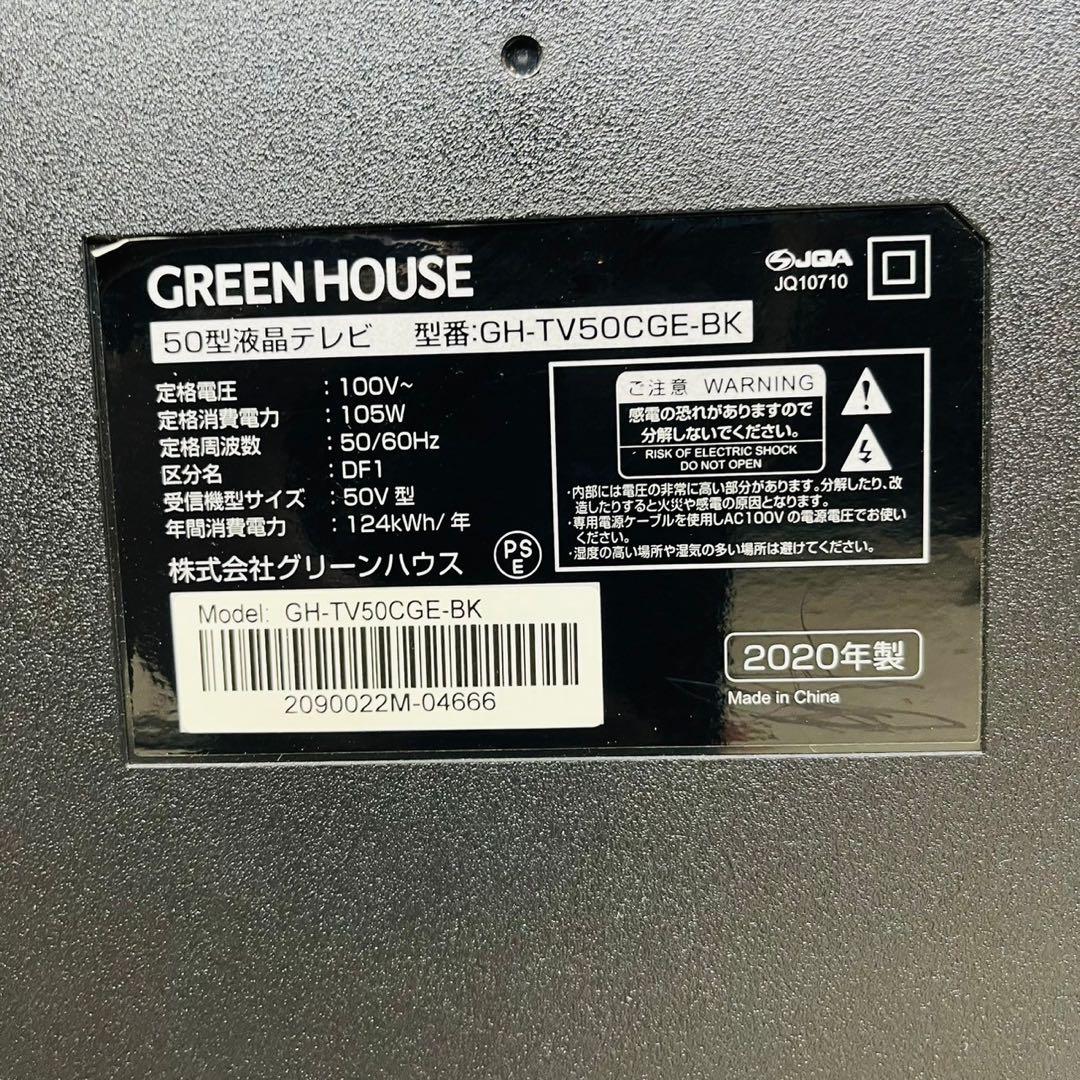 GREEN HOUSE
JQA
JQ10710
50型液晶テレビ 型番:GH-TV50CGE-BK
定格電圧 : 100V~
定格消費電力 : 105W
定格周波数 : 50/60Hz
区分名 : DF1
受信機型サイズ : 50V 型
年間消費電力 : 124kWh/年
株式会社グリーンハウス
PS
E
ご注意 WARNING
感電の恐れがありますので
分解しないでください。
RISK OF ELECTRIC SHOCK
DO NOT OPEN
・内部には電圧の非常に高い部分があります。分解したり、改
造したりすると火災や感電の原因となります。
・専用電源ケーブルを使用しAC100Vの電源電圧でお使い
ください。
・湿度の高い場所や湿気の多い場所は避けてください。
Model: GH-TV50CGE-BK
2090022M-04666
2020年製
Made in China